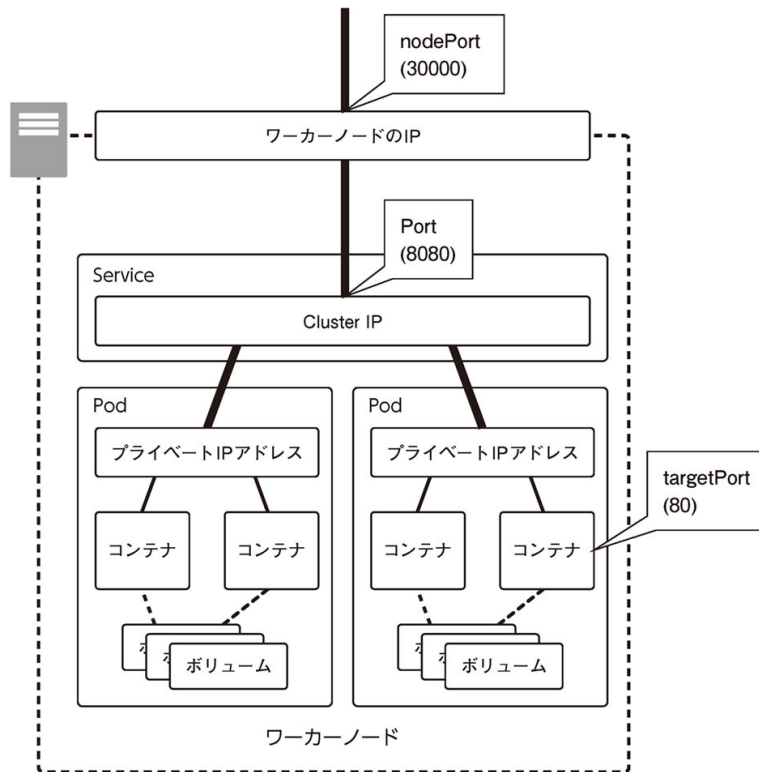 nodePort
(30000)
ワーカーノードのIP
Port
(8080)
Service
Cluster IP
Pod
プライベートIPアドレス
コンテナ
コンテナ
ボリューム
Pod
プライベートIPアドレス
コンテナ
コンテナ
ボリューム
targetPort
(80)
ワーカーノード